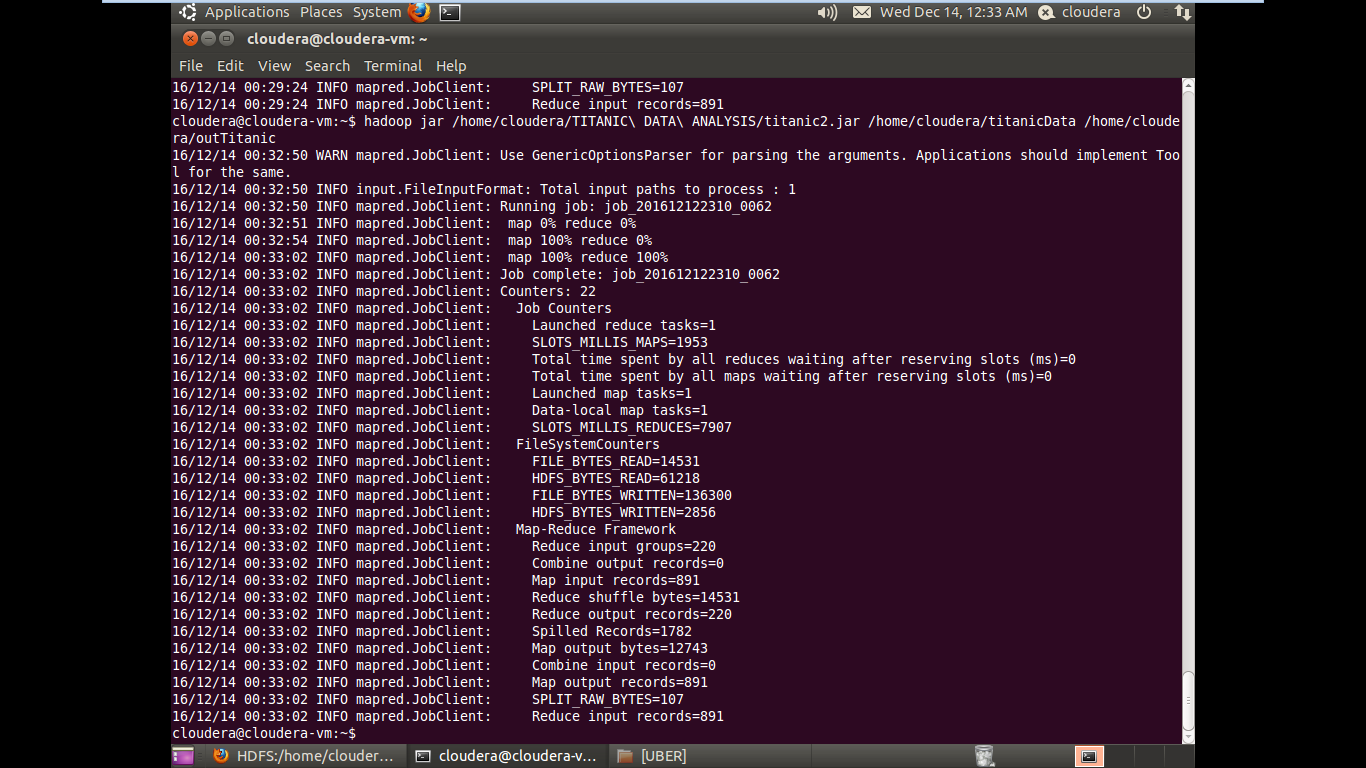 Applications Places System Wed Dec 14, 12:33 AM cloudera
cloudera@cloudera-vm: ~
File Edit View Search Terminal Help
16/12/14 00:29:24 INFO mapred.JobClient:     SPLIT_RAW_BYTES=107
16/12/14 00:29:24 INFO mapred.JobClient:     Reduce input records=891
cloudera@cloudera-vm:~$ hadoop jar /home/cloudera/TITANIC\ DATA\ ANALYSIS/titanic2.jar /home/cloudera/titanicData /home/cloude
ra/outTitanic
16/12/14 00:32:50 WARN mapred.JobClient: Use GenericOptionsParser for parsing the arguments. Applications should implement Too
l for the same.
16/12/14 00:32:50 INFO input.FileInputFormat: Total input paths to process : 1
16/12/14 00:32:50 INFO mapred.JobClient: Running job: job_201612122310_0062
16/12/14 00:32:51 INFO mapred.JobClient:  map 0% reduce 0%
16/12/14 00:32:54 INFO mapred.JobClient:  map 100% reduce 0%
16/12/14 00:33:02 INFO mapred.JobClient:  map 100% reduce 100%
16/12/14 00:33:02 INFO mapred.JobClient: Job complete: job_201612122310_0062
16/12/14 00:33:02 INFO mapred.JobClient: Counters: 22
16/12/14 00:33:02 INFO mapred.JobClient:   Job Counters
16/12/14 00:33:02 INFO mapred.JobClient:     Launched reduce tasks=1
16/12/14 00:33:02 INFO mapred.JobClient:     SLOTS_MILLIS_MAPS=1953
16/12/14 00:33:02 INFO mapred.JobClient:     Total time spent by all reduces waiting after reserving slots (ms)=0
16/12/14 00:33:02 INFO mapred.JobClient:     Total time spent by all maps waiting after reserving slots (ms)=0
16/12/14 00:33:02 INFO mapred.JobClient:     Launched map tasks=1
16/12/14 00:33:02 INFO mapred.JobClient:     Data-local map tasks=1
16/12/14 00:33:02 INFO mapred.JobClient:     SLOTS_MILLIS_REDUCES=7907
16/12/14 00:33:02 INFO mapred.JobClient:   FileSystemCounters
16/12/14 00:33:02 INFO mapred.JobClient:     FILE_BYTES_READ=14531
16/12/14 00:33:02 INFO mapred.JobClient:     HDFS_BYTES_READ=61218
16/12/14 00:33:02 INFO mapred.JobClient:     FILE_BYTES_WRITTEN=136300
16/12/14 00:33:02 INFO mapred.JobClient:     HDFS_BYTES_WRITTEN=2856
16/12/14 00:33:02 INFO mapred.JobClient:   Map-Reduce Framework
16/12/14 00:33:02 INFO mapred.JobClient:     Reduce input groups=220
16/12/14 00:33:02 INFO mapred.JobClient:     Combine output records=0
16/12/14 00:33:02 INFO mapred.JobClient:     Map input records=891
16/12/14 00:33:02 INFO mapred.JobClient:     Reduce shuffle bytes=14531
16/12/14 00:33:02 INFO mapred.JobClient:     Reduce output records=220
16/12/14 00:33:02 INFO mapred.JobClient:     Spilled Records=1782
16/12/14 00:33:02 INFO mapred.JobClient:     Map output bytes=12743
16/12/14 00:33:02 INFO mapred.JobClient:     Combine input records=0
16/12/14 00:33:02 INFO mapred.JobClient:     Map output records=891
16/12/14 00:33:02 INFO mapred.JobClient:     SPLIT_RAW_BYTES=107
16/12/14 00:33:02 INFO mapred.JobClient:     Reduce input records=891
cloudera@cloudera-vm:~$
HDFS:/home/clouder... cloudera@cloudera-v... [UBER]